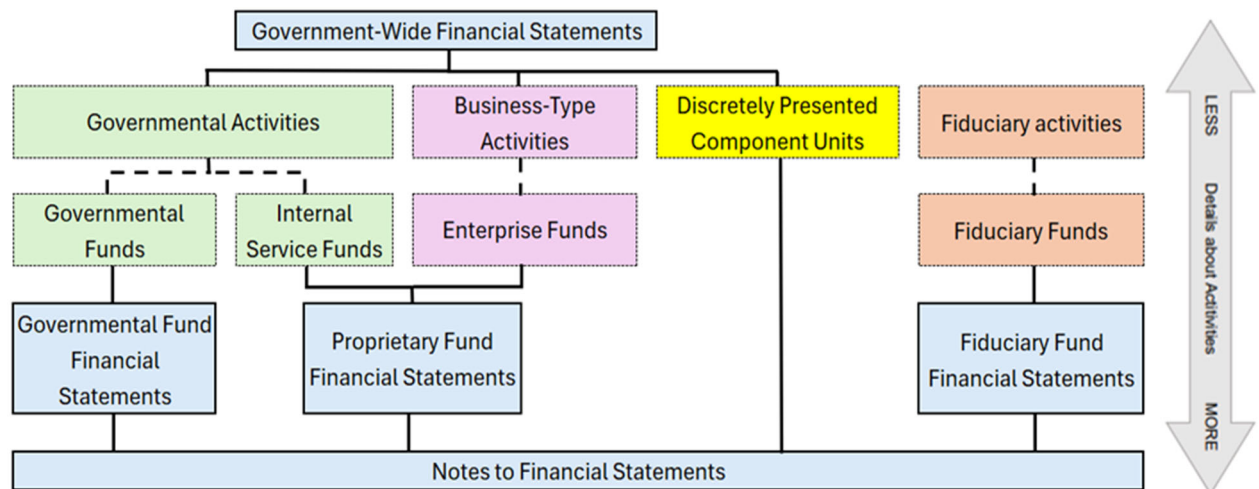 Government-Wide Financial Statements
Governmental Activities
Business-Type
Activities
Discretely Presented
Component Units
Fiduciary activities
Governmental
Funds
Internal
Service Funds
Enterprise Funds
Fiduciary Funds
Governmental Fund
Financial
Statements
Proprietary Fund
Financial Statements
Fiduciary Fund
Financial Statements
Notes to Financial Statements
LESS Details about Actitivities MORE